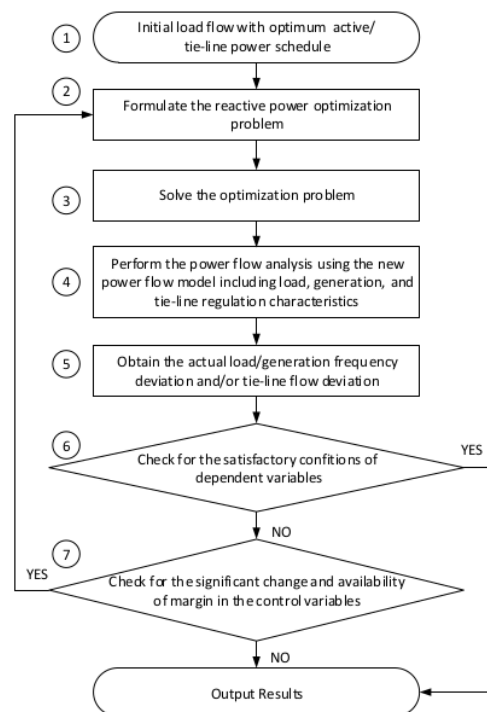 1
Initial load flow with optimum active/
tie-line power schedule
2
Formulate the reactive power optimization
problem
3
Solve the optimization problem
4
Perform the power flow analysis using the new
power flow model including load, generation, and
tie-line regulation characteristics
5
Obtain the actual load/generation frequency
deviation and/or tie-line flow deviation
6
Check for the satisfactory confitions of
dependent variables
YES
NO
7
YES
Check for the significant change and availability
of margin in the control variables
NO
Output Results